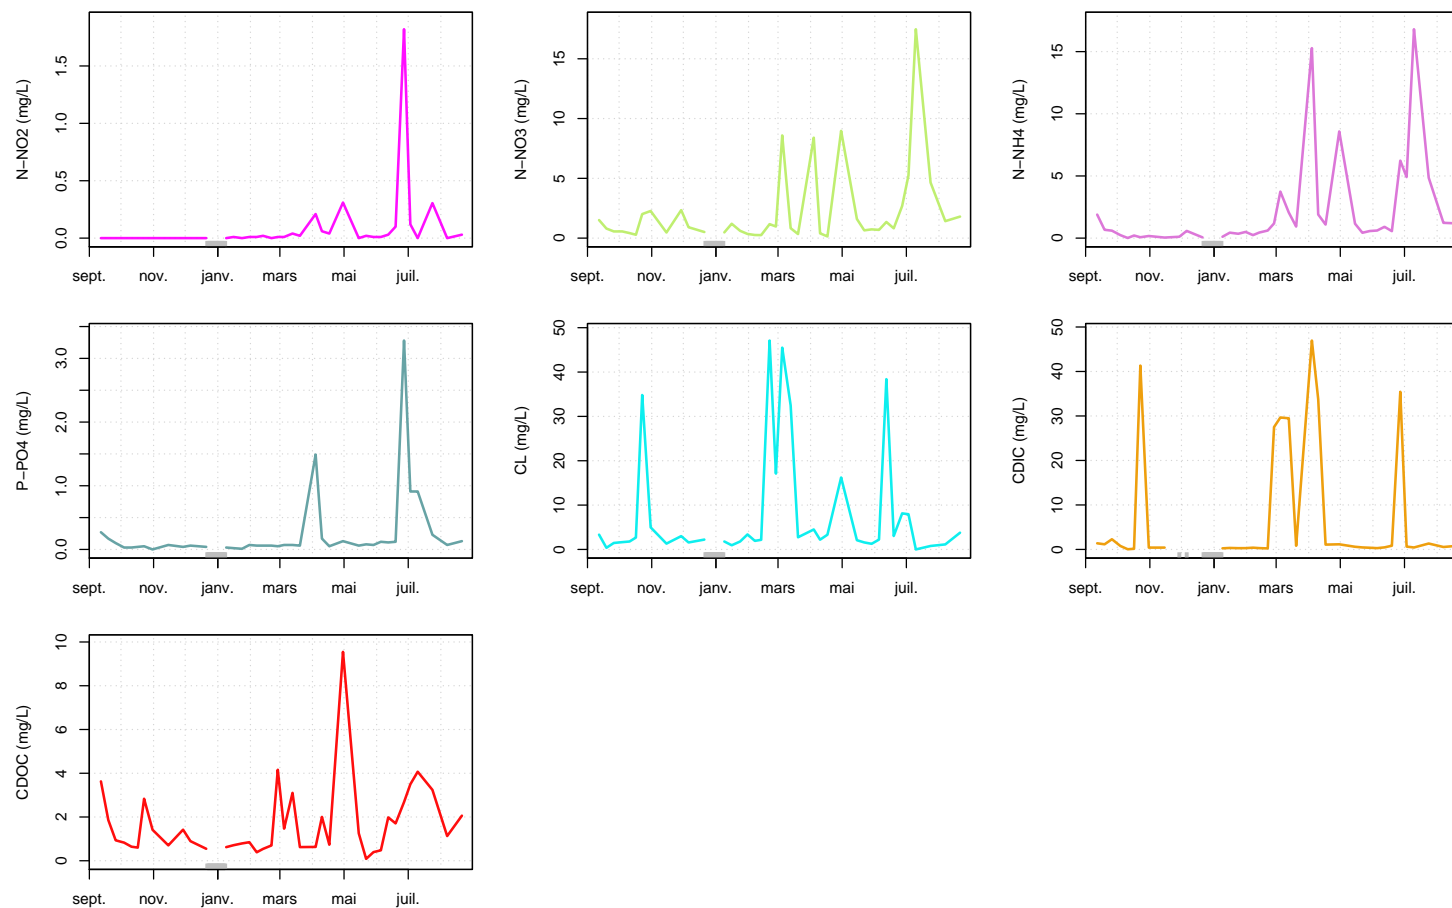 N−NO2 (mg/L)
0.0 0.5 1.0 1.5
sept. nov. janv. mars mai juil.
N−NO3 (mg/L)
0 5 10 15
sept. nov. janv. mars mai juil.
N−NH4 (mg/L)
0 5 10 15
sept. nov. janv. mars mai juil.
P−PO4 (mg/L)
0.0 1.0 2.0 3.0
sept. nov. janv. mars mai juil.
CL (mg/L)
0 10 20 30 40 50
sept. nov. janv. mars mai juil.
CDIC (mg/L)
0 10 20 30 40 50
sept. nov. janv. mars mai juil.
CDOC (mg/L)
0 2 4 6 8 10
sept. nov. janv. mars mai juil.